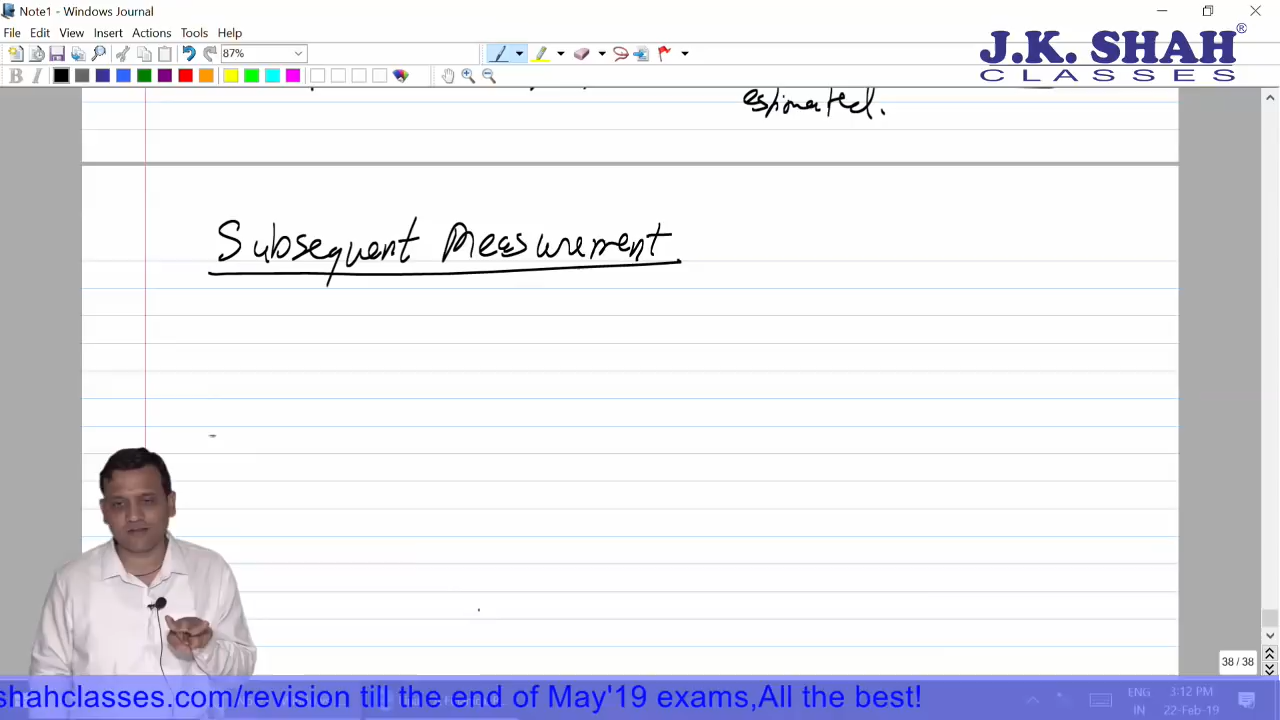 Note1 - Windows Journal
File Edit View Insert Actions Tools Help
87%
J.K. SHAH®
CLASSES
estimated.
Subsequent Measurement
38 / 38
shahclasses.com/revision till the end of May'19 exams,All the best!
ENG
IN
3:12 PM
22-Feb-19